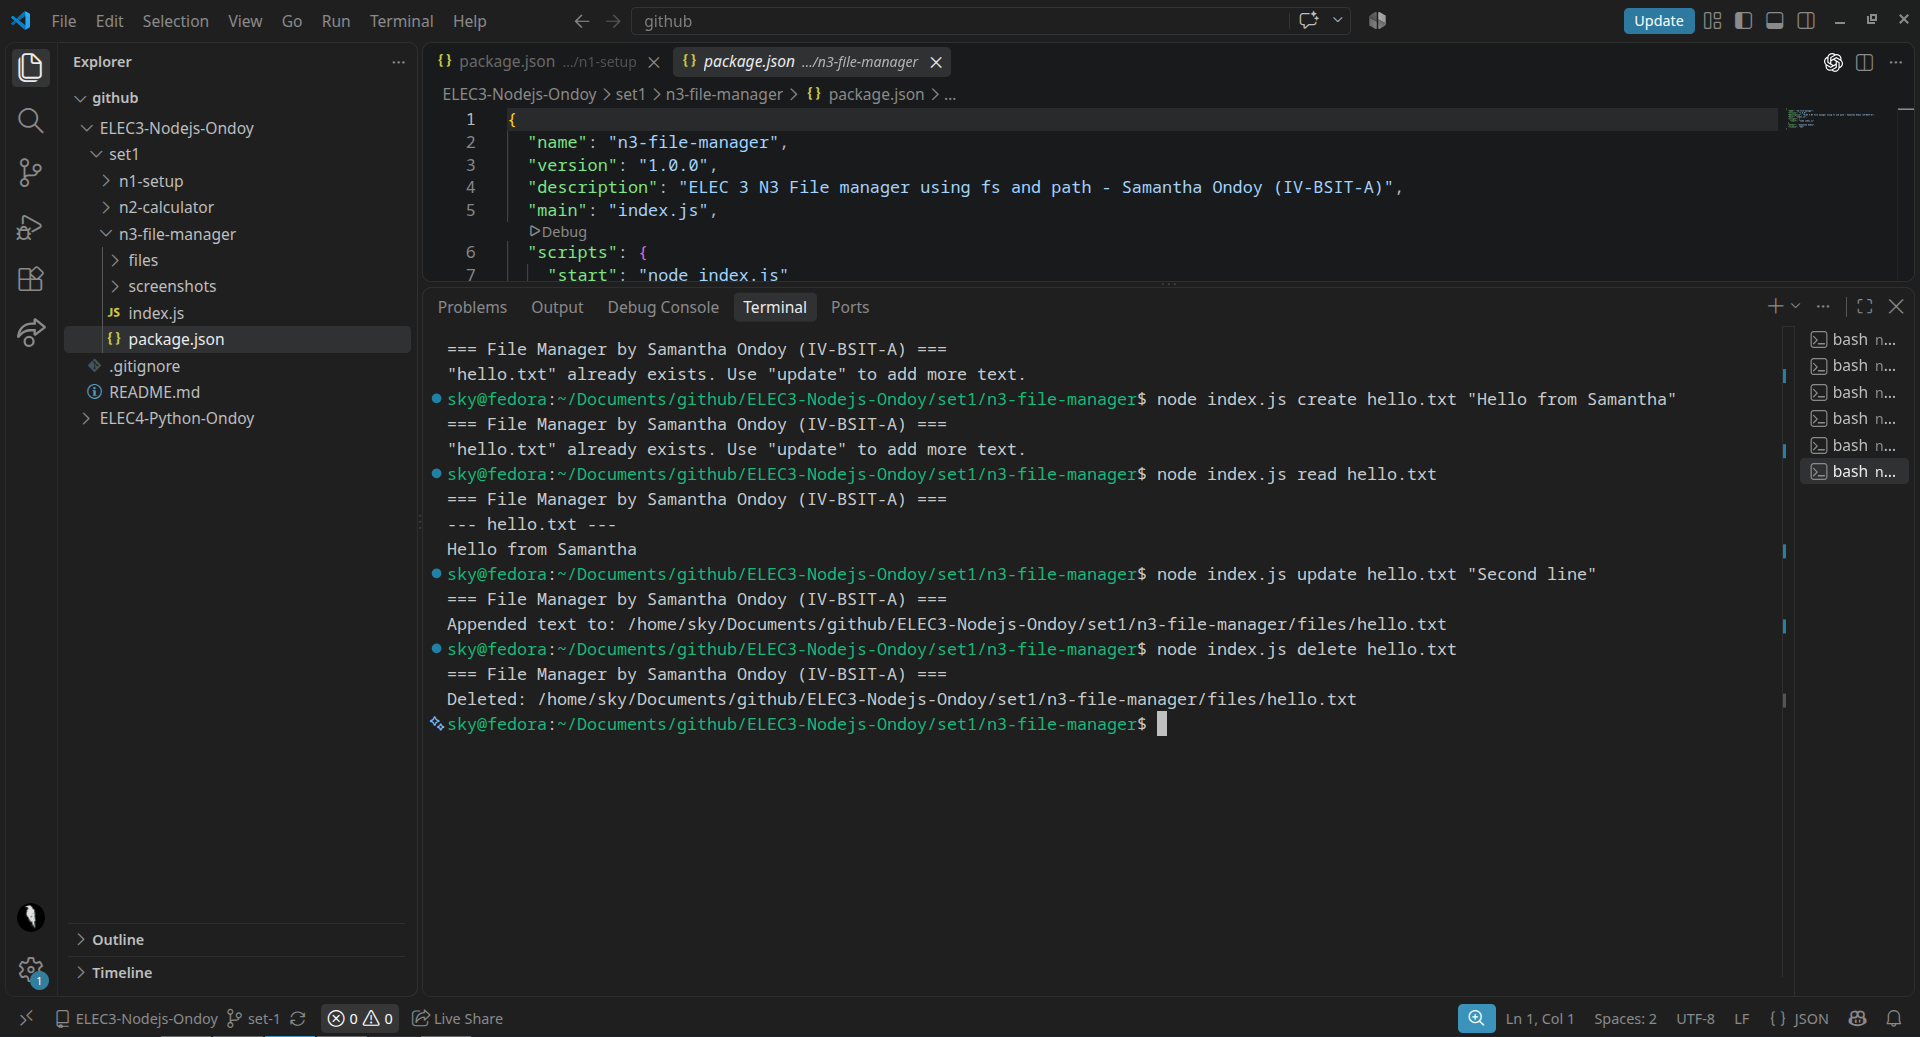 File Edit Selection View Go Run Terminal Help
github
Update
Explorer
github
ELEC3-Nodejs-Ondoy
set1
n1-setup
n2-calculator
n3-file-manager
files
screenshots
JS index.js
{} package.json
.gitignore
README.md
ELEC4-Python-Ondoy
Outline
Timeline
{} package.json .../n1-setup
{} package.json .../n3-file-manager
ELEC3-Nodejs-Ondoy > set1 > n3-file-manager > {} package.json > ...
1 {
2 "name": "n3-file-manager",
3 "version": "1.0.0",
4 "description": "ELEC 3 N3 File manager using fs and path - Samantha Ondoy (IV-BSIT-A)",
5 "main": "index.js",
Debug
6 "scripts": {
7 "start": "node index.js"
Problems Output Debug Console Terminal Ports
=== File Manager by Samantha Ondoy (IV-BSIT-A) ===
"hello.txt" already exists. Use "update" to add more text.
sky@fedora:~/Documents/github/ELEC3-Nodejs-Ondoy/set1/n3-file-manager$ node index.js create hello.txt "Hello from Samantha"
=== File Manager by Samantha Ondoy (IV-BSIT-A) ===
"hello.txt" already exists. Use "update" to add more text.
sky@fedora:~/Documents/github/ELEC3-Nodejs-Ondoy/set1/n3-file-manager$ node index.js read hello.txt
=== File Manager by Samantha Ondoy (IV-BSIT-A) ===
--- hello.txt ---
Hello from Samantha
sky@fedora:~/Documents/github/ELEC3-Nodejs-Ondoy/set1/n3-file-manager$ node index.js update hello.txt "Second line"
=== File Manager by Samantha Ondoy (IV-BSIT-A) ===
Appended text to: /home/sky/Documents/github/ELEC3-Nodejs-Ondoy/set1/n3-file-manager/files/hello.txt
sky@fedora:~/Documents/github/ELEC3-Nodejs-Ondoy/set1/n3-file-manager$ node index.js delete hello.txt
=== File Manager by Samantha Ondoy (IV-BSIT-A) ===
Deleted: /home/sky/Documents/github/ELEC3-Nodejs-Ondoy/set1/n3-file-manager/files/hello.txt
sky@fedora:~/Documents/github/ELEC3-Nodejs-Ondoy/set1/n3-file-manager$
bash n...
bash n...
bash n...
bash n...
bash n...
bash n...
1
ELEC3-Nodejs-Ondoy set-1 0 0 Live Share
Ln 1, Col 1 Spaces: 2 UTF-8 LF {} JSON